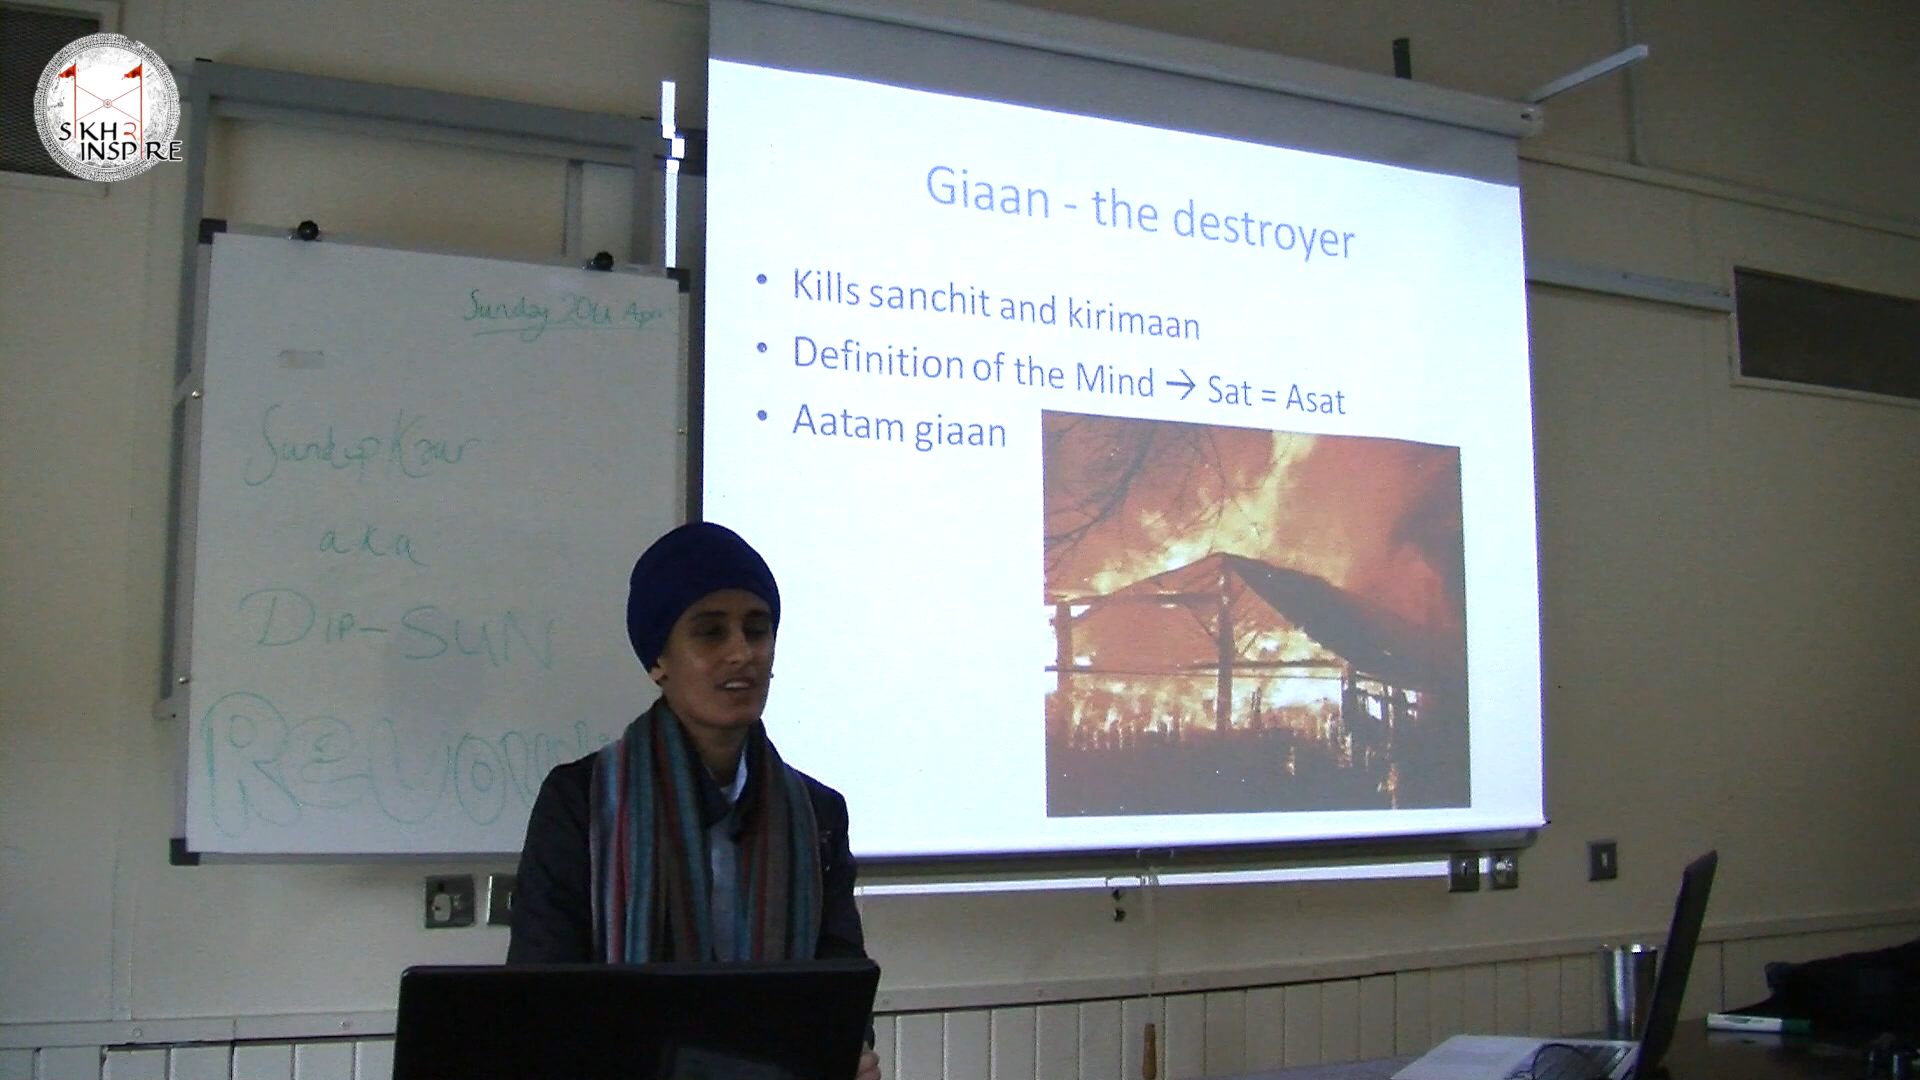 SIKH 2
INSPIRE
Sunday 20th
Sundip Kaur
aka
DIP-SUN
Giaan - the destroyer
• Kills sanchit and kirimaan
• Definition of the Mind → Sat = Asat
• Aatam giaan